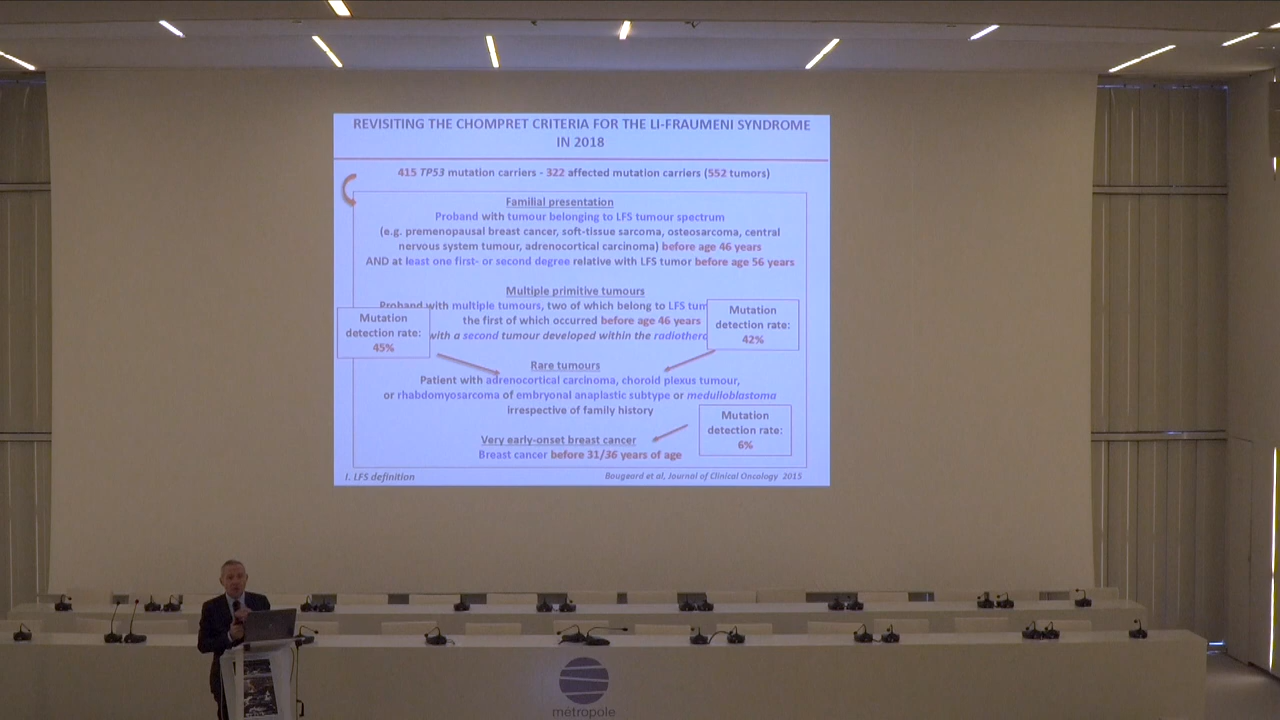 REVISITING THE CHOMPRET CRITERIA FOR THE LI-FRAUMENI SYNDROME
IN 2018
415 TP53 mutation carriers - 322 affected mutation carriers (552 tumors)
Familial presentation
Proband with tumour belonging to LFS tumour spectrum
(e.g. premenopausal breast cancer, soft-tissue sarcoma, osteosarcoma, central
nervous system tumour, adrenocortical carcinoma) before age 46 years
AND at least one first- or second degree relative with LFS tumor before age 56 years
Multiple primitive tumours
Proband with multiple tumours, two of which belong to LFS
the first of which occurred before age 46 years
with a second tumour developed within the
Mutation
detection rate:
45%
Mutation
detection rate:
42%
Rare tumours
Patient with adrenocortical carcinoma, choroid plexus tumour,
or rhabdomyosarcoma of embryonal anaplastic subtype or medulloblastoma
irrespective of family history
Mutation
detection rate:
6%
Very early-onset breast cancer
Breast cancer before 31/36 years of age
I. LFS definition
Bougeard et al, Journal of Clinical Oncology 2015
métropole